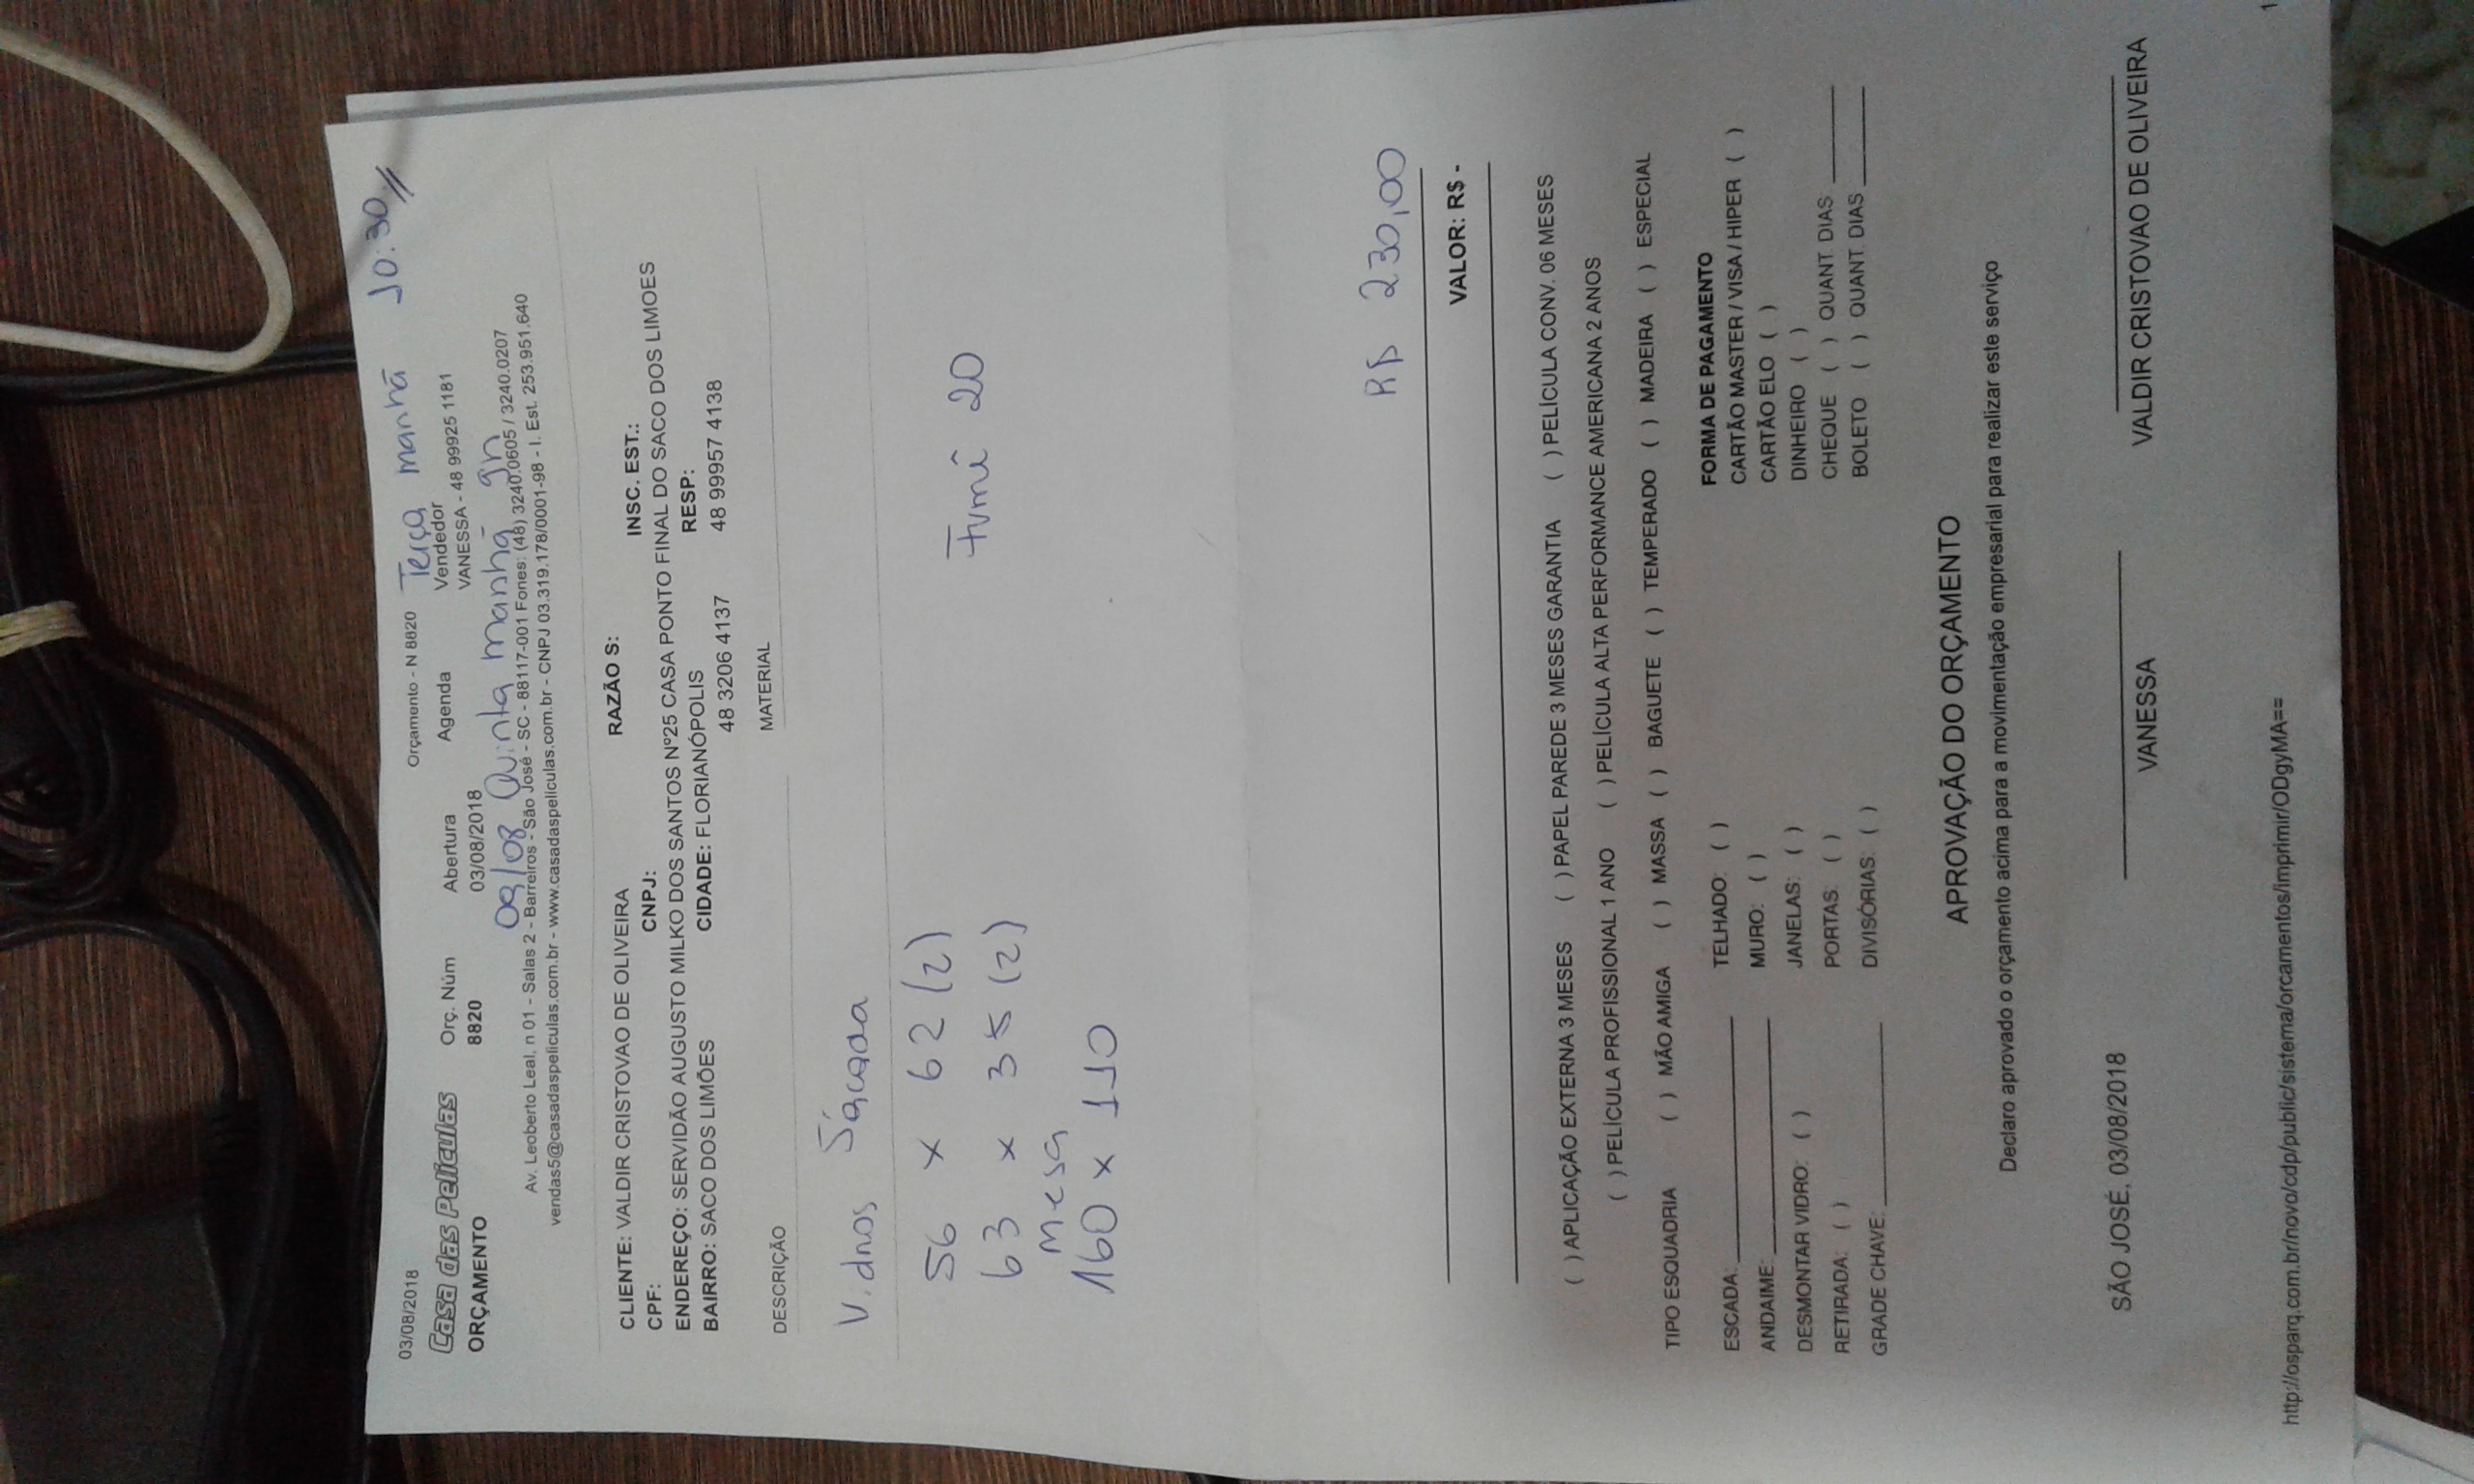 03/08/2018 Orçamento - N 8820 Terça manhã 10:30 //
Casa das Películas Orç. Núm Abertura Agenda Vendedor
ORÇAMENTO 8820 03/08/2018 VANESSA - 48 99925 1181
09/08 Quinta manhã 9h
Av. Leoberto Leal, n 01 - Salas 2 - Barreiros - São José - SC - 88117-001 Fones: (48) 3240.0605 / 3240.0207
vendas5@casadaspeliculas.com.br - www.casadaspeliculas.com.br - CNPJ 03.319.178/0001-98 - I. Est. 253.951.640
CLIENTE: VALDIR CRISTOVAO DE OLIVEIRA RAZÃO S:
CPF: CNPJ: INSC. EST.:
ENDEREÇO: SERVIDÃO AUGUSTO MILKO DOS SANTOS Nº25 CASA PONTO FINAL DO SACO DOS LIMOES
BAIRRO: SACO DOS LIMÕES CIDADE: FLORIANÓPOLIS RESP:
48 3206 4137 48 99957 4138
DESCRIÇÃO MATERIAL
Vidros Sacada
56 x 62 (2) Fumê 20
63 x 35 (2)
mesa
160 x 110
R$ 230,00
VALOR: R$ -
( ) APLICAÇÃO EXTERNA 3 MESES ( ) PAPEL PAREDE 3 MESES GARANTIA ( ) PELÍCULA CONV. 06 MESES
( ) PELÍCULA PROFISSIONAL 1 ANO ( ) PELÍCULA ALTA PERFORMANCE AMERICANA 2 ANOS
TIPO ESQUADRIA ( ) MÃO AMIGA ( ) MASSA ( ) BAGUETE ( ) TEMPERADO ( ) MADEIRA ( ) ESPECIAL
FORMA DE PAGAMENTO
ESCADA: TELHADO: ( ) CARTÃO MASTER / VISA / HIPER ( )
ANDAIME: MURO: ( ) CARTÃO ELO ( )
DESMONTAR VIDRO: ( ) JANELAS: ( ) DINHEIRO ( )
RETIRADA: ( ) PORTAS: ( ) CHEQUE ( ) QUANT. DIAS
GRADE CHAVE: DIVISÓRIAS: ( ) BOLETO ( ) QUANT. DIAS
APROVAÇÃO DO ORÇAMENTO
Declaro aprovado o orçamento acima para a movimentação empresarial para realizar este serviço
SÃO JOSÉ, 03/08/2018
VANESSA VALDIR CRISTOVAO DE OLIVEIRA
http://osparq.com.br/novo/cdp/public/sistema/orcamentos/imprimir/ODgyMA== 1